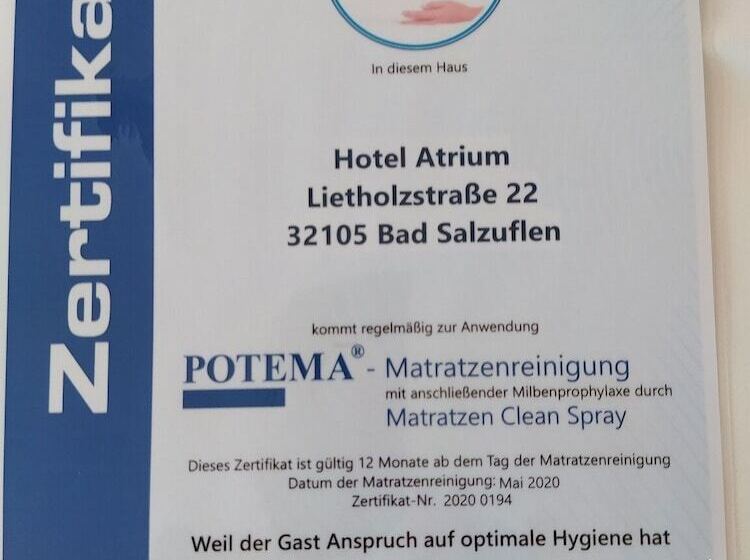 Zertifika
In diesem Haus
Hotel Atrium
Lietholzstraße 22
32105 Bad Salzuflen
kommt regelmäßig zur Anwendung
POTEMA® - Matratzenreinigung
mit anschließender Milbenprophylaxe durch
Matratzen Clean Spray
Dieses Zertifikat ist gültig 12 Monate ab dem Tag der Matratzenreinigung
Datum der Matratzenreinigung: Mai 2020
Zertifikat-Nr. 2020 0194
Weil der Gast Anspruch auf optimale Hygiene hat